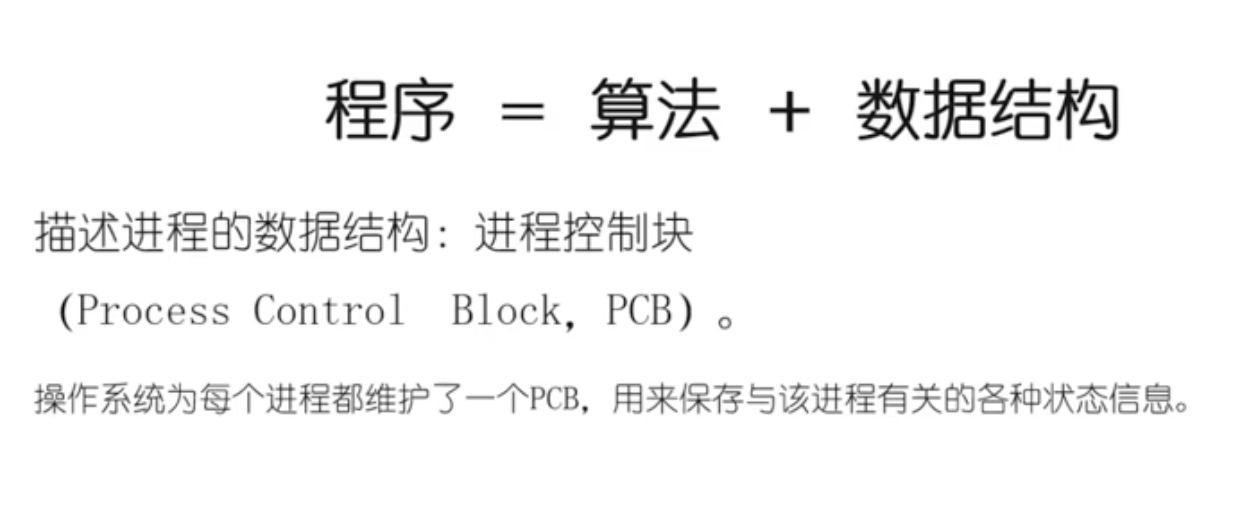 程序 = 算法 + 数据结构
描述进程的数据结构：进程控制块
（Process Control Block，PCB）。
操作系统为每个进程都维护了一个PCB，用来保存与该进程有关的各种状态信息。